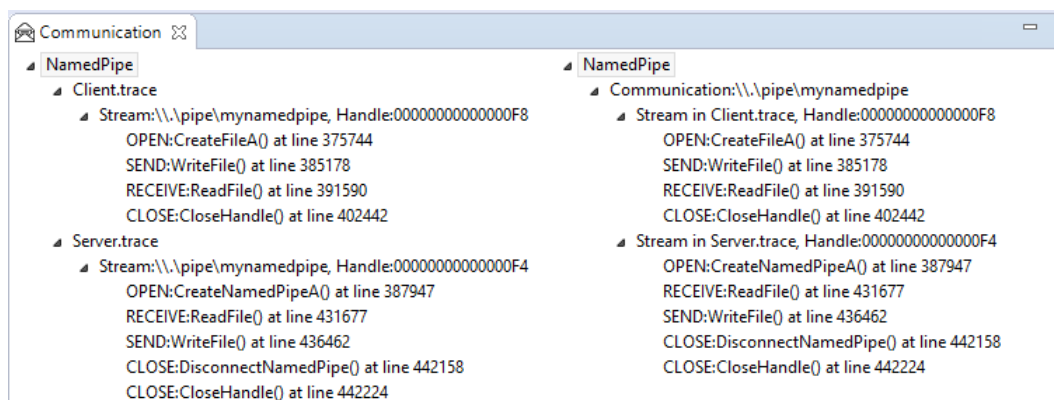 Communication
NamedPipe
Client.trace
Stream:\\.\pipe\mynamedpipe, Handle:00000000000000F8
OPEN:CreateFileA() at line 375744
SEND:WriteFile() at line 385178
RECEIVE:ReadFile() at line 391590
CLOSE:CloseHandle() at line 402442
Server.trace
Stream:\\.\pipe\mynamedpipe, Handle:00000000000000F4
OPEN:CreateNamedPipeA() at line 387947
RECEIVE:ReadFile() at line 431677
SEND:WriteFile() at line 436462
CLOSE:DisconnectNamedPipe() at line 442158
CLOSE:CloseHandle() at line 442224
NamedPipe
Communication:\\.\pipe\mynamedpipe
Stream in Client.trace, Handle:00000000000000F8
OPEN:CreateFileA() at line 375744
SEND:WriteFile() at line 385178
RECEIVE:ReadFile() at line 391590
CLOSE:CloseHandle() at line 402442
Stream in Server.trace, Handle:00000000000000F4
OPEN:CreateNamedPipeA() at line 387947
RECEIVE:ReadFile() at line 431677
SEND:WriteFile() at line 436462
CLOSE:DisconnectNamedPipe() at line 442158
CLOSE:CloseHandle() at line 442224